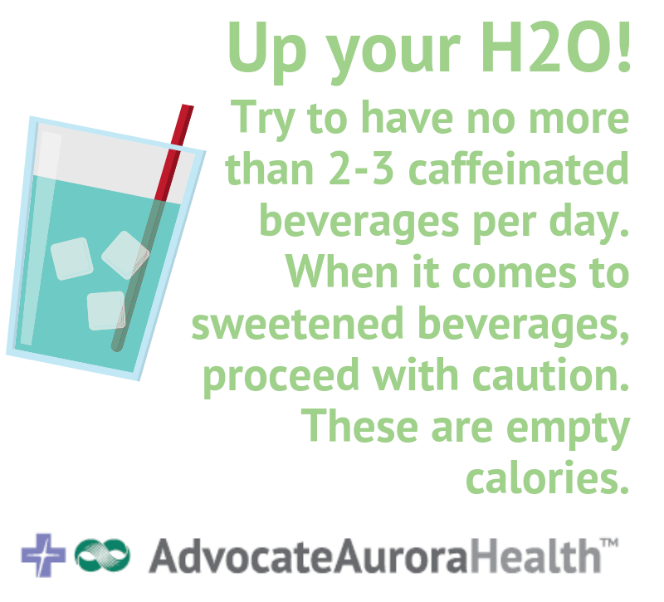 Up your H2O!
Try to have no more
than 2-3 caffeinated
beverages per day.
When it comes to
sweetened beverages,
proceed with caution.
These are empty
calories.
AdvocateAuroraHealth™